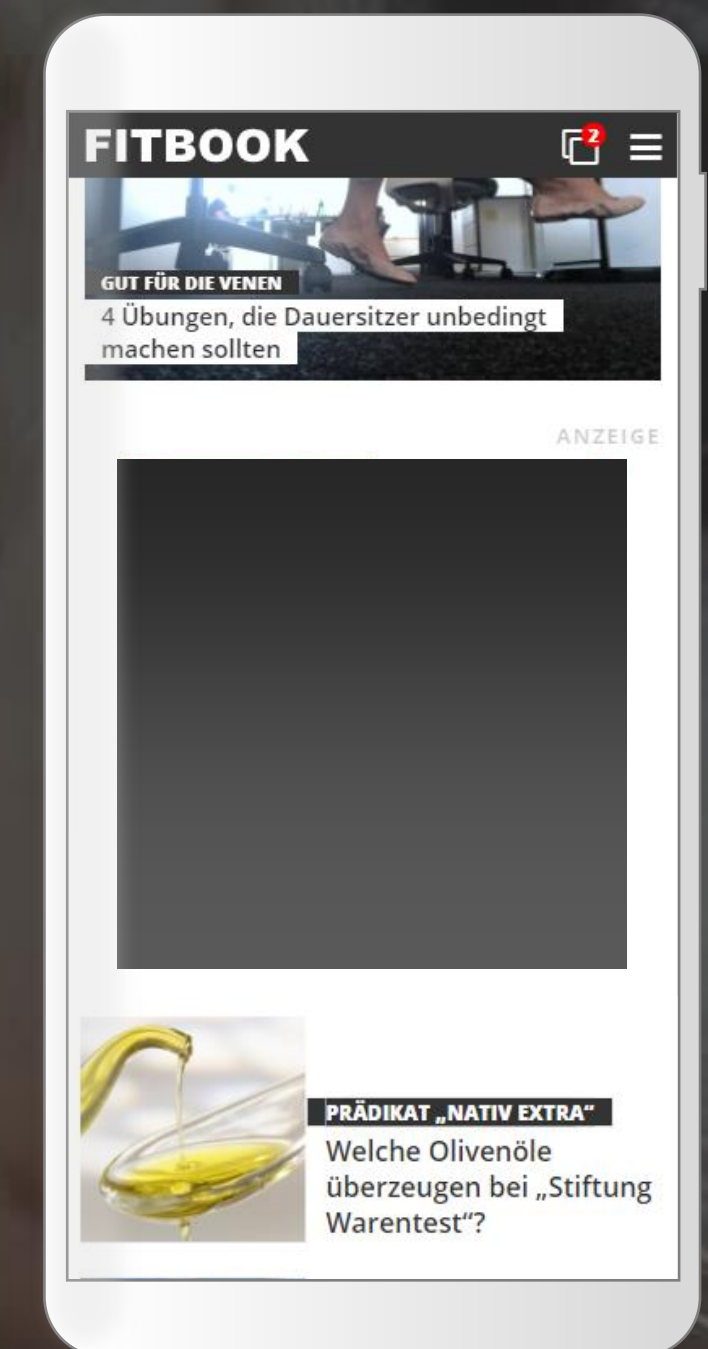 FITBOOK
2
GUT FÜR DIE VENEN
4 Übungen, die Dauersitzer unbedingt
machen sollten
ANZEIGE
PRÄDIKAT „NATIV EXTRA“
Welche Olivenöle
überzeugen bei „Stiftung
Warentest“?